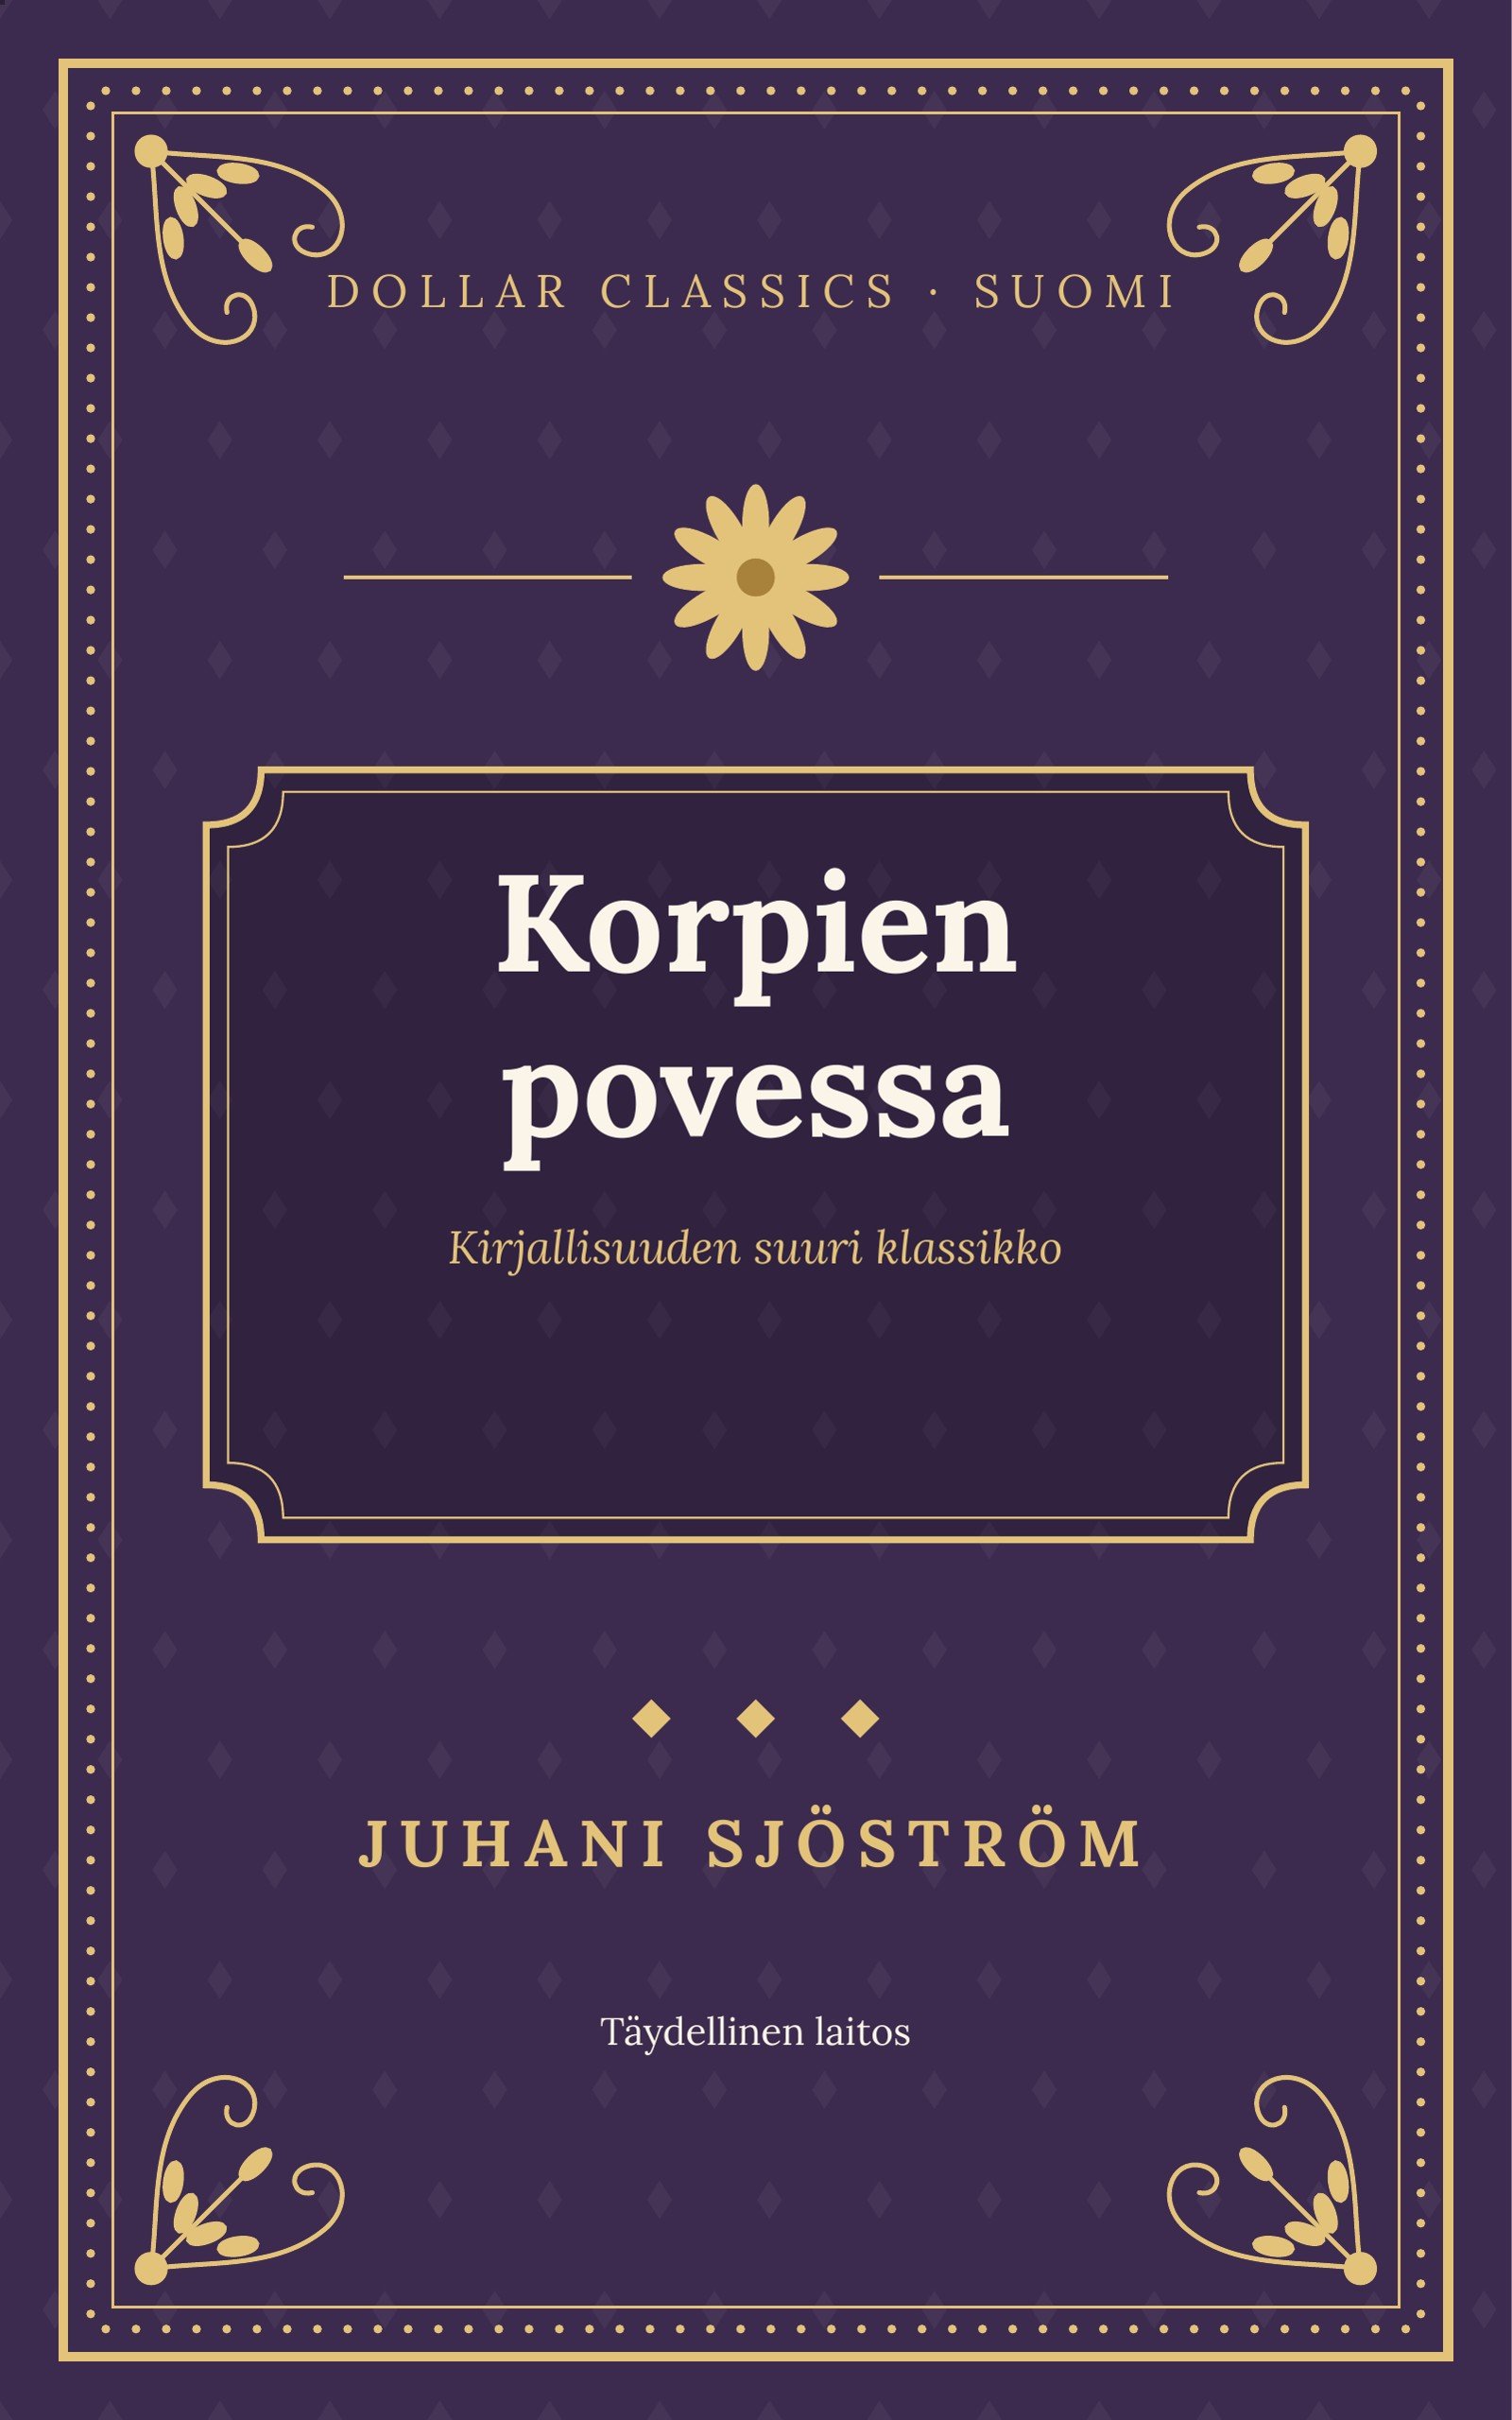 DOLLAR CLASSICS · SUOMI
Korpien
povessa
Kirjallisuuden suuri klassikko
JUHANI SJÖSTRÖM
Täydellinen laitos